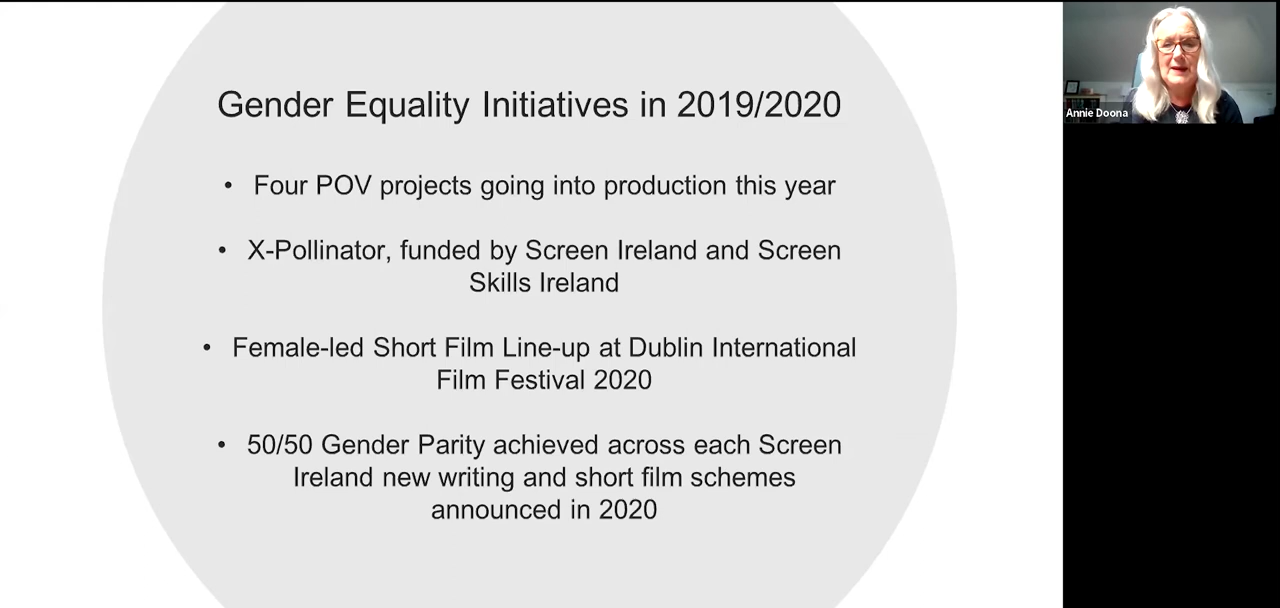 Gender Equality Initiatives in 2019/2020
• Four POV projects going into production this year
• X-Pollinator, funded by Screen Ireland and Screen
Skills Ireland
• Female-led Short Film Line-up at Dublin International
Film Festival 2020
• 50/50 Gender Parity achieved across each Screen
Ireland new writing and short film schemes
announced in 2020
Annie Doona